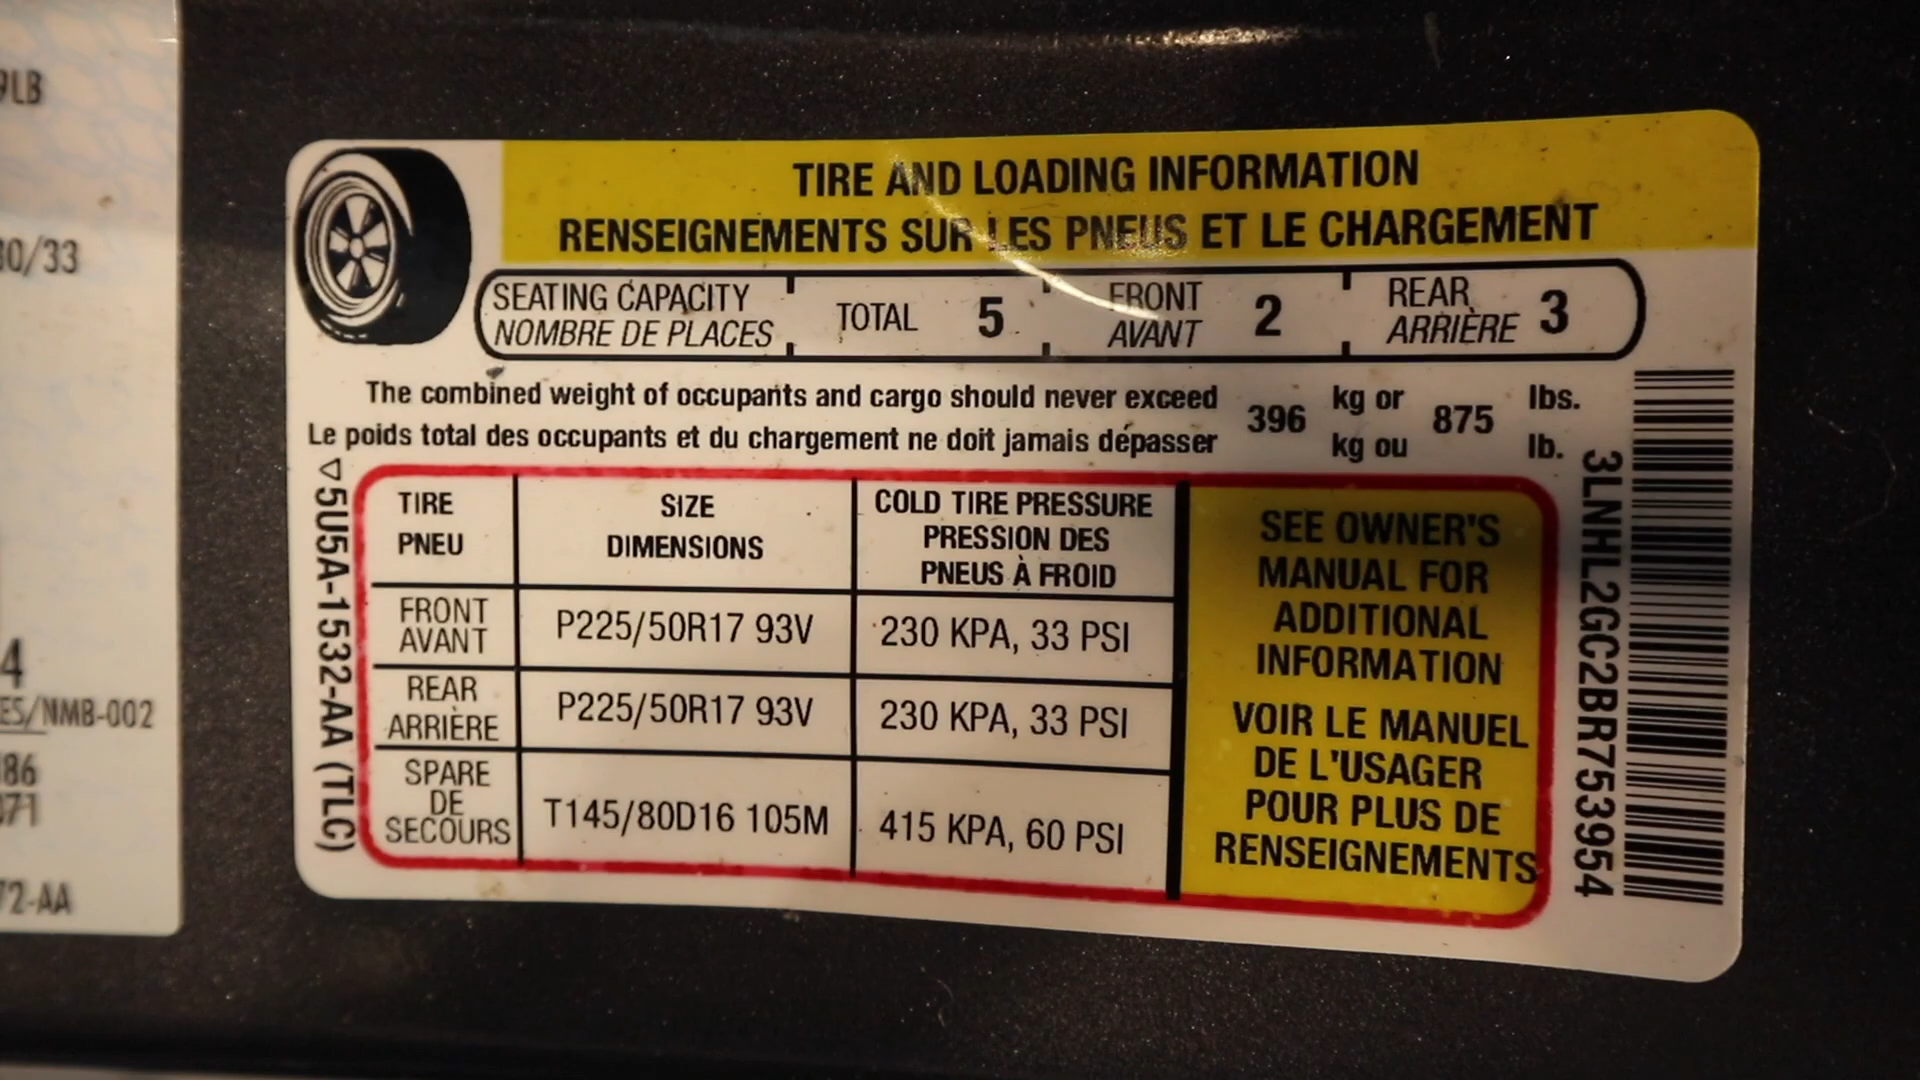 9LB
30/33
4
ES/NMB-002
86
071
72-AA
TIRE AND LOADING INFORMATION
RENSEIGNEMENTS SUR LES PNEUS ET LE CHARGEMENT
SEATING CAPACITY
NOMBRE DE PLACES
TOTAL 5
FRONT
AVANT
2
REAR
ARRIÈRE
3
The combined weight of occupants and cargo should never exceed
Le poids total des occupants et du chargement ne doit jamais dépasser
396
kg or
kg ou
875
lbs.
lb.
5U5A-1532-AA (TLC)
TIRE
PNEU
SIZE
DIMENSIONS
COLD TIRE PRESSURE
PRESSION DES
PNEUS À FROID
FRONT
AVANT
P225/50R17 93V
230 KPA, 33 PSI
REAR
ARRIÈRE
P225/50R17 93V
230 KPA, 33 PSI
SPARE
DE
SECOURS
T145/80D16 105M
415 KPA, 60 PSI
SEE OWNER'S
MANUAL FOR
ADDITIONAL
INFORMATION
VOIR LE MANUEL
DE L'USAGER
POUR PLUS DE
RENSEIGNEMENTS
3LNHL2GC2BR753954